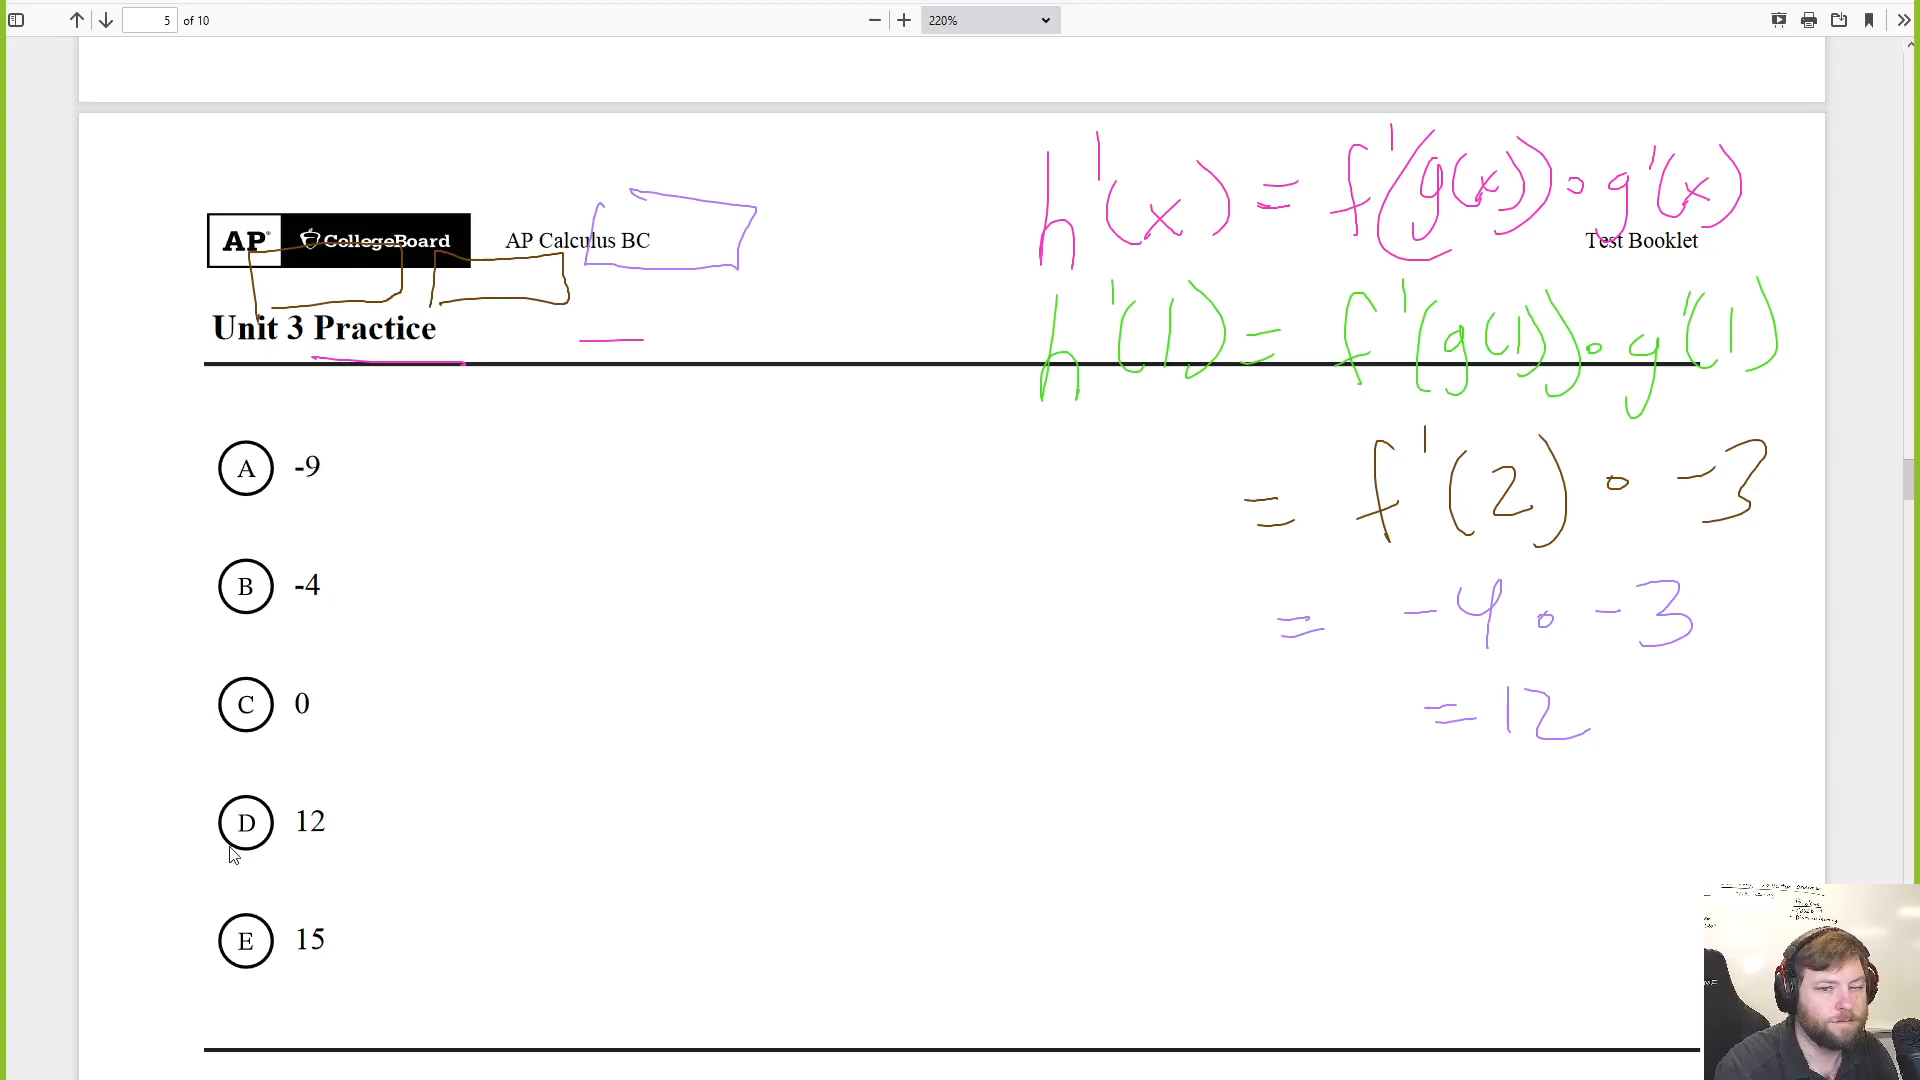 5 of 10
220%
AP® CollegeBoard AP Calculus BC Test Booklet
Unit 3 Practice
h'(x) = f'(g(x)) ∘ g'(x)
h'(1) = f'(g(1)) ∘ g'(1)
= f'(2) ∘ -3
= -4 ∘ -3
= 12
A -9
B -4
C 0
D 12
E 15